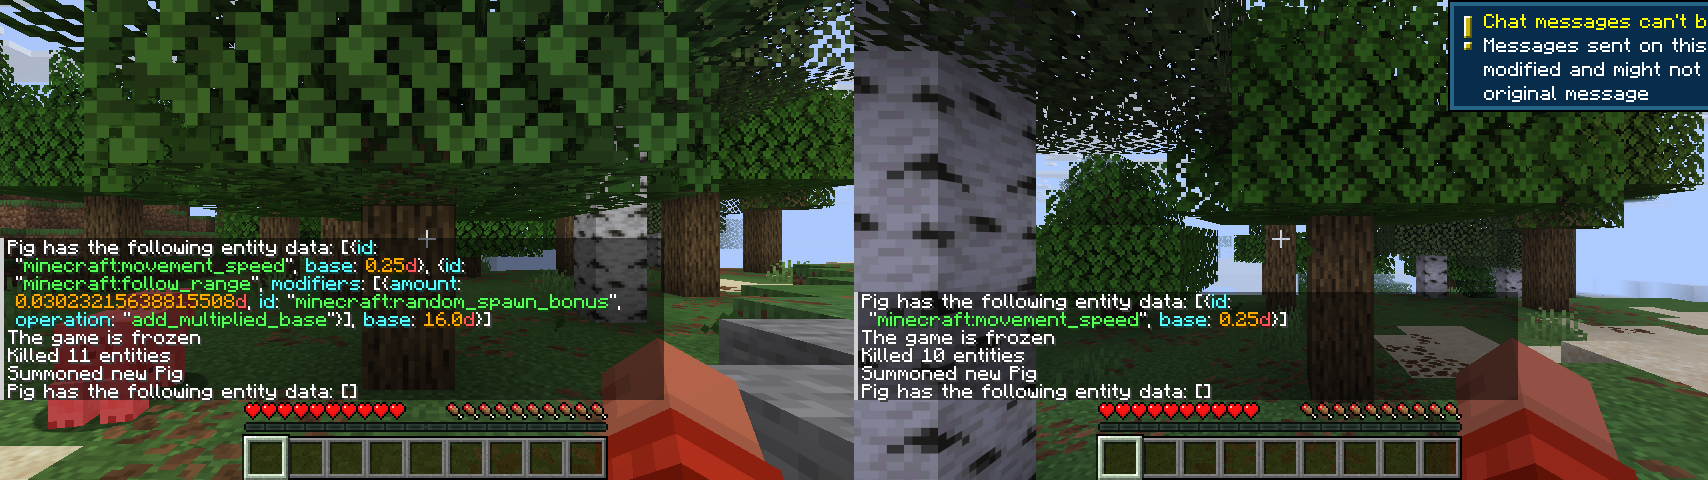 Pig has the following entity data: [{id:
"minecraft:movement_speed", base: 0.25d}, {id:
"minecraft:follow_range", modifiers: [{amount:
0.03023215638815508d, id: "minecraft:random_spawn_bonus",
operation: "add_multiplied_base"}], base: 16.0d}]
The game is frozen
Killed 11 entities
Summoned new Pig
Pig has the following entity data: []
Chat messages can't b
Messages sent on this
modified and might not
original message
Pig has the following entity data: [{id:
"minecraft:movement_speed", base: 0.25d}]
The game is frozen
Killed 10 entities
Summoned new Pig
Pig has the following entity data: []